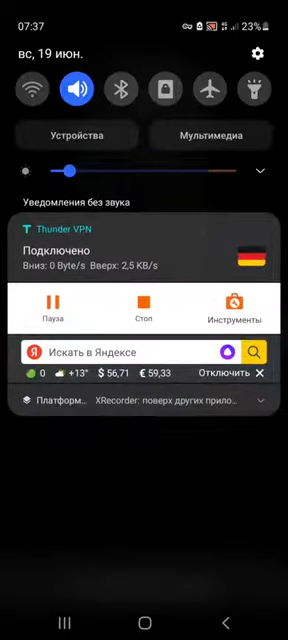 07:37
23%
вс, 19 июн.
Устройства
Мультимедиа
Уведомления без звука
Thunder VPN
Подключено
Вниз: 0 Byte/s Вверх: 2,5 KB/s
Пауза
Стоп
Инструменты
Я Искать в Яндексе
0 +13° $ 56,71 € 59,33 Отключить
Платформ... XRecorder: поверх других прило...